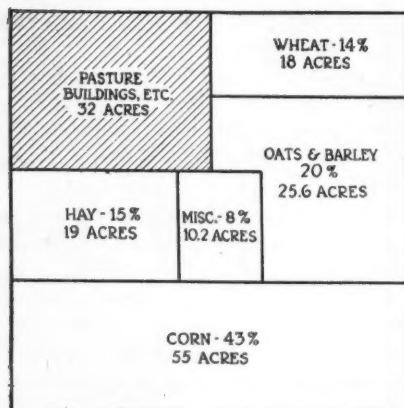 PASTURE
BUILDINGS, ETC.
32 ACRES
WHEAT - 14%
18 ACRES
OATS & BARLEY
20%
25.6 ACRES
HAY - 15%
19 ACRES
MISC. - 8%
10.2 ACRES
CORN - 43%
55 ACRES